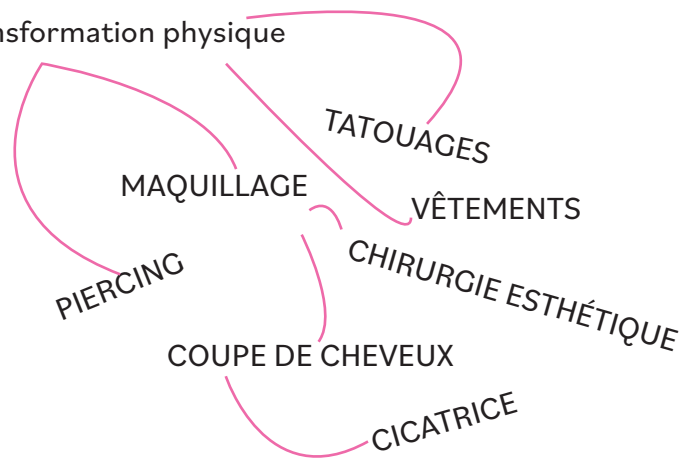 nsformation physique
TATOUAGES
MAQUILLAGE
VÊTEMENTS
CHIRURGIE ESTHÉTIQUE
PIERCING
COUPE DE CHEVEUX
CICATRICE